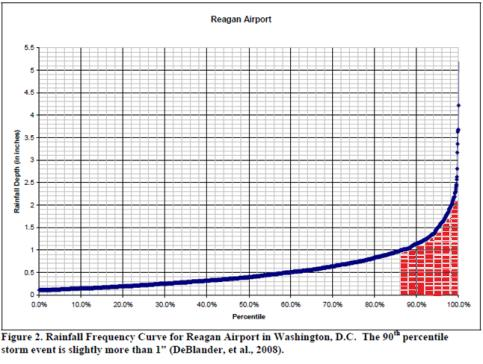 Reagan Airport
5.5
5
4.5
4
3.5
3
2.5
2
1.5
1
0.5
0
Rainfall Depth (in inches)
0.0% 10.0% 20.0% 30.0% 40.0% 50.0% 60.0% 70.0% 80.0% 90.0% 100.0%
Percentile
Figure 2. Rainfall Frequency Curve for Reagan Airport in Washington, D.C. The 90th percentile
storm event is slightly more than 1” (DeBlander, et al., 2008).